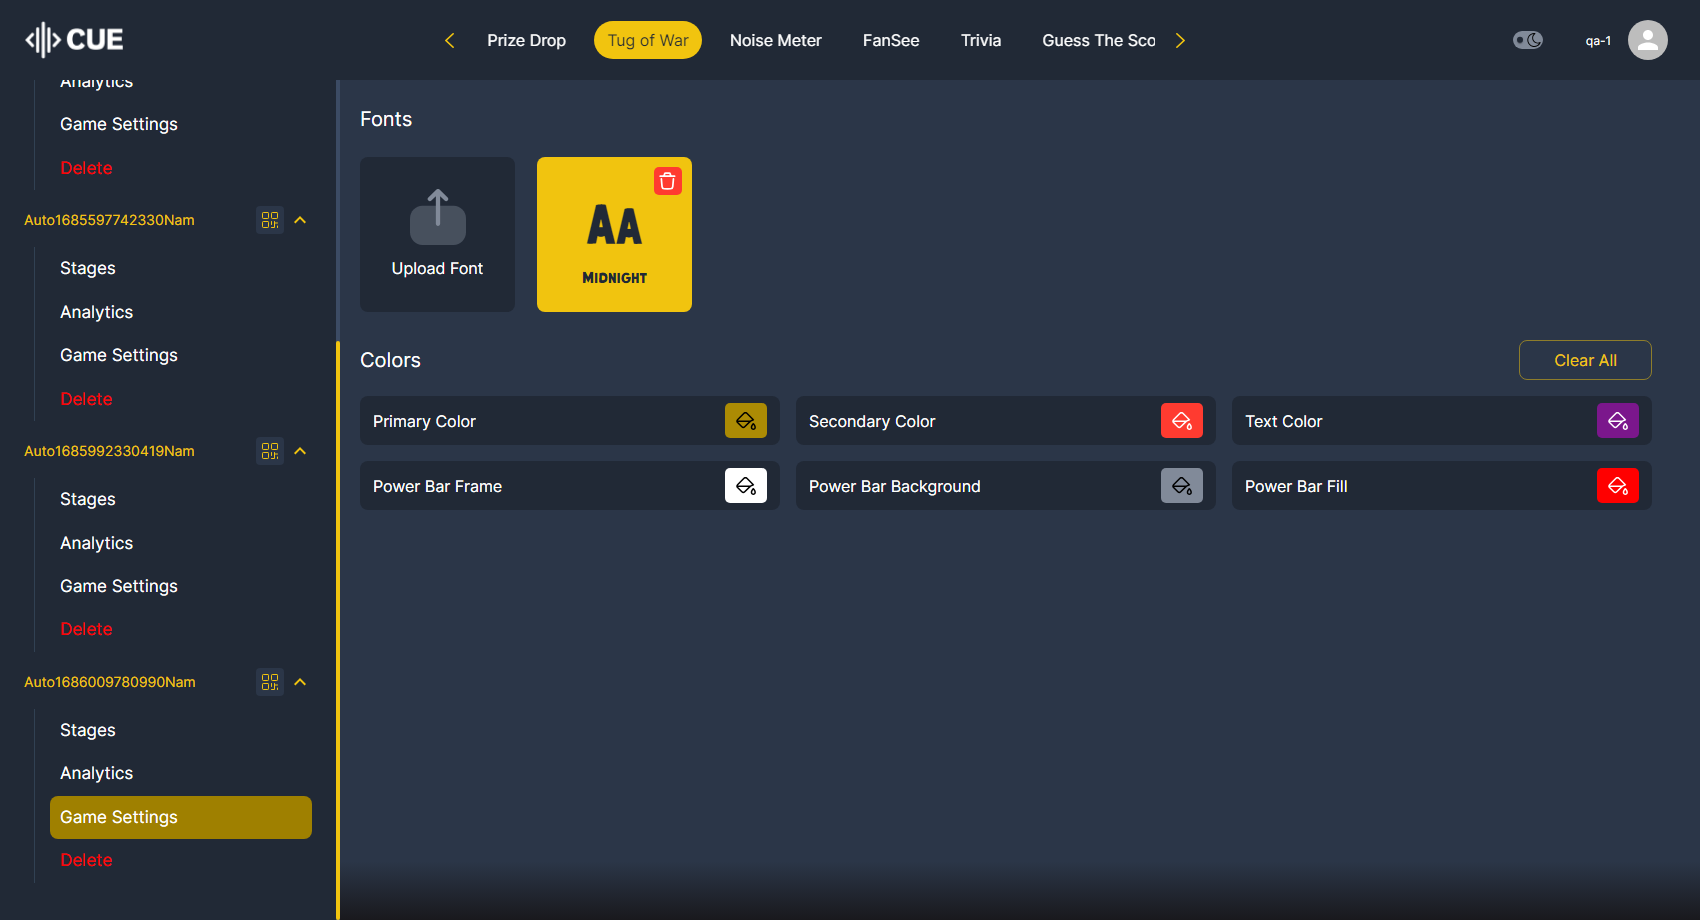 CUE
Prize Drop
Tug of War
Noise Meter
FanSee
Trivia
Guess The Sco
qa-1
Analytics
Game Settings
Delete
Auto1685597742330Nam
Stages
Analytics
Game Settings
Delete
Auto1685992330419Nam
Stages
Analytics
Game Settings
Delete
Auto1686009780990Nam
Stages
Analytics
Game Settings
Delete
Fonts
Upload Font
AA
MIDNIGHT
Colors
Clear All
Primary Color
Secondary Color
Text Color
Power Bar Frame
Power Bar Background
Power Bar Fill